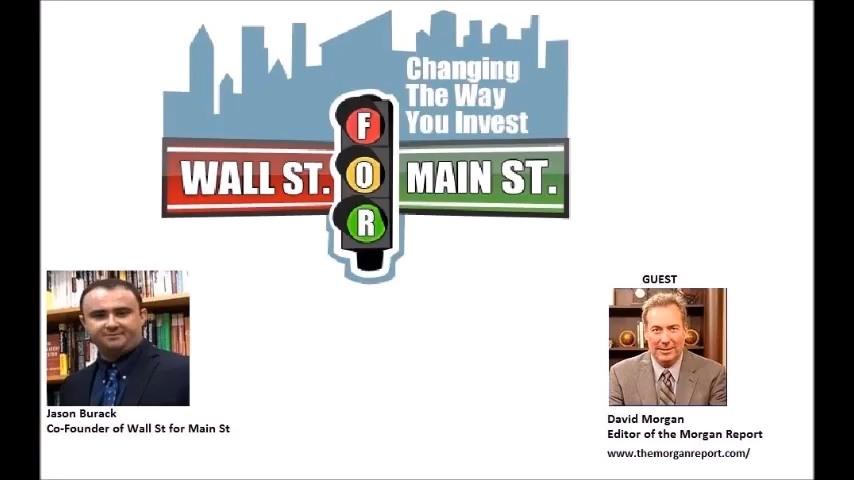 Changing
The Way
You Invest
WALL ST. FOR MAIN ST.
GUEST
Jason Burack
Co-Founder of Wall St for Main St
David Morgan
Editor of the Morgan Report
www.themorganreport.com/